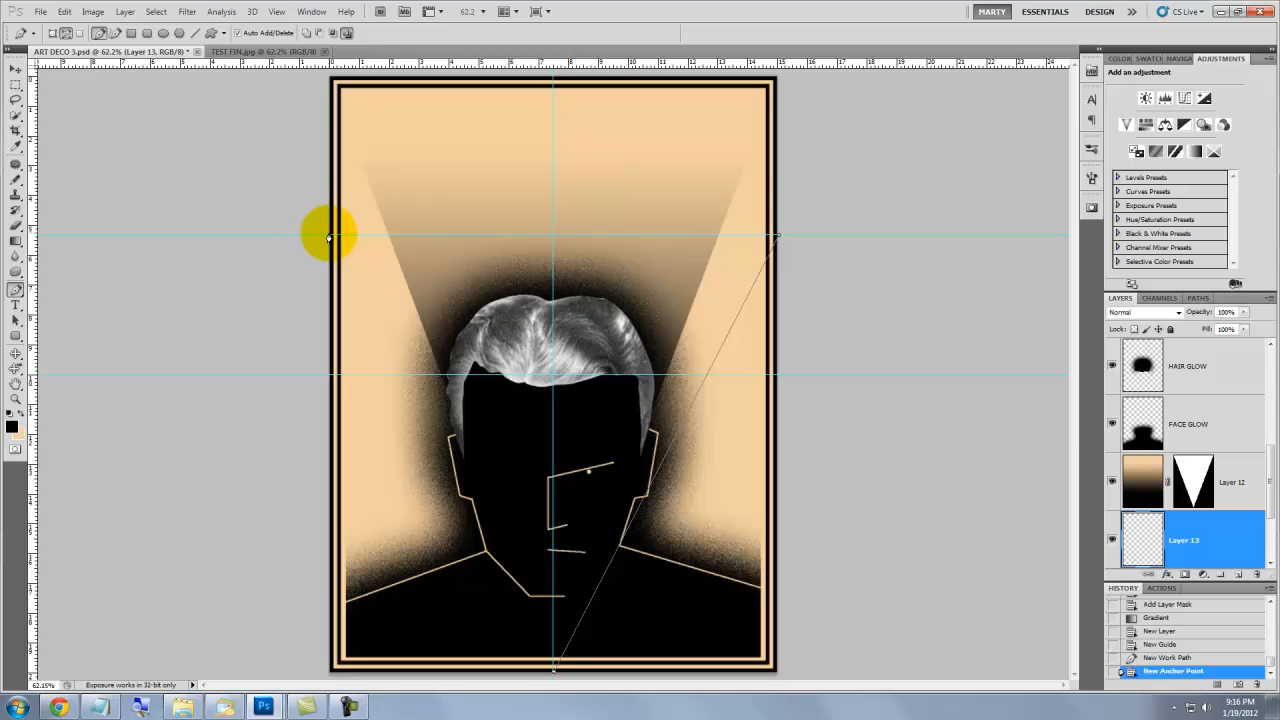 Ps File Edit Image Layer Select Filter Analysis 3D View Window Help Br Mb 62.2 MARTY ESSENTIALS DESIGN CS Live
Auto Add/Delete
ART DECO 3.psd @ 62.2% (Layer 13, RGB/8) * TEST FIN.jpg @ 62.2% (RGB/8)
COLOR SWATCH NAVIGA ADJUSTMENTS
Add an adjustment
Levels Presets
Curves Presets
Exposure Presets
Hue/Saturation Presets
Black & White Presets
Channel Mixer Presets
Selective Color Presets
LAYERS CHANNELS PATHS
Normal Opacity: 100%
Lock: Fill: 100%
HAIR GLOW
FACE GLOW
Layer 12
Layer 13
HISTORY ACTIONS
Add Layer Mask
Gradient
New Layer
New Guide
New Work Path
New Anchor Point
62.15% Exposure works in 32-bit only
9:16 PM
1/19/2012